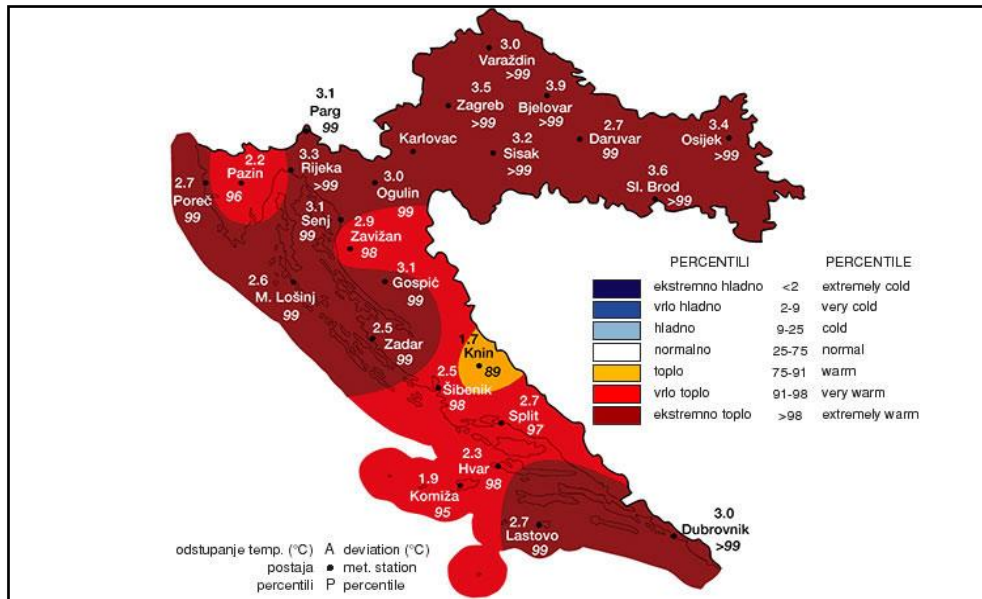 3.0
Varaždin
>99
3.5
Zagreb
>99
3.9
Bjelovar
>99
3.1
Parg
99
Karlovac
3.2
Sisak
>99
2.7
Daruvar
99
3.4
Osijek
>99
2.2
Pazin
96
3.3
Rijeka
>99
2.7
Poreč
99
3.0
Ogulin
99
3.6
Sl. Brod
>99
3.1
Senj
99
2.9
Zavižan
98
2.6
M. Lošinj
99
3.1
Gospić
99
2.5
Zadar
99
1.7
Knin
89
2.5
Šibenik
98
2.7
Split
97
2.3
Hvar
98
1.9
Komiža
95
2.7
Lastovo
99
3.0
Dubrovnik
>99
PERCENTILI PERCENTILE
ekstremno hladno <2 extremely cold
vrlo hladno 2-9 very cold
hladno 9-25 cold
normalno 25-75 normal
toplo 75-91 warm
vrlo toplo 91-98 very warm
ekstremno toplo >98 extremely warm
odstupanje temp. (°C) A deviation (°C)
postaja met. station
percentili P percentile